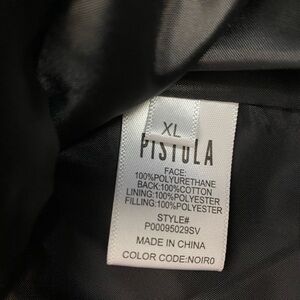 XL
PISTOLA
FACE:
100%POLYURETHANE
BACK:100%COTTON
LINING:100%POLYESTER
FILLING:100%POLYESTER
STYLE#
P00095029SV
MADE IN CHINA
COLOR CODE:NOIR0